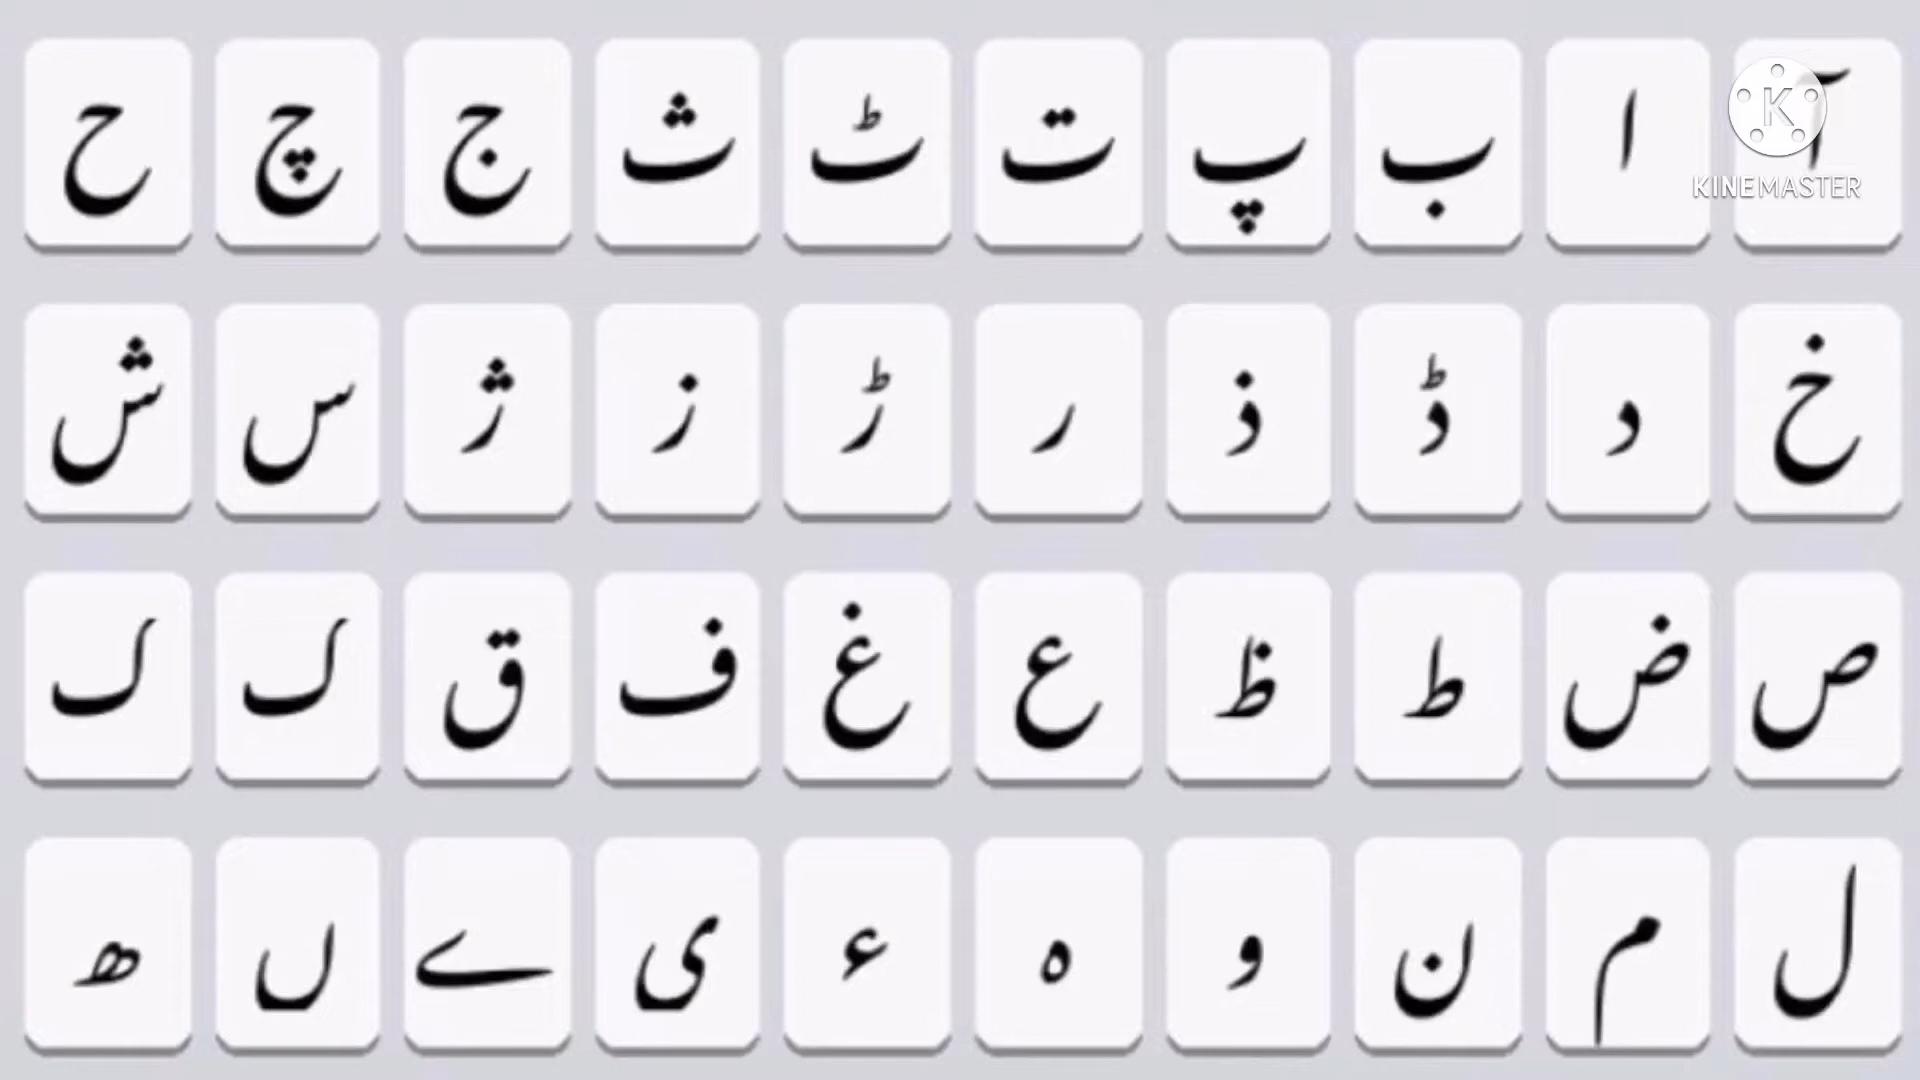 آ ا ب پ ت ٹ ث ج چ ح
خ د ڈ ذ ر ڑ ز ژ س ش
ص ض ط ظ ع غ ف ق ک ک
ل م ن و ہ ء ی ے ں ھ
KINEMASTER